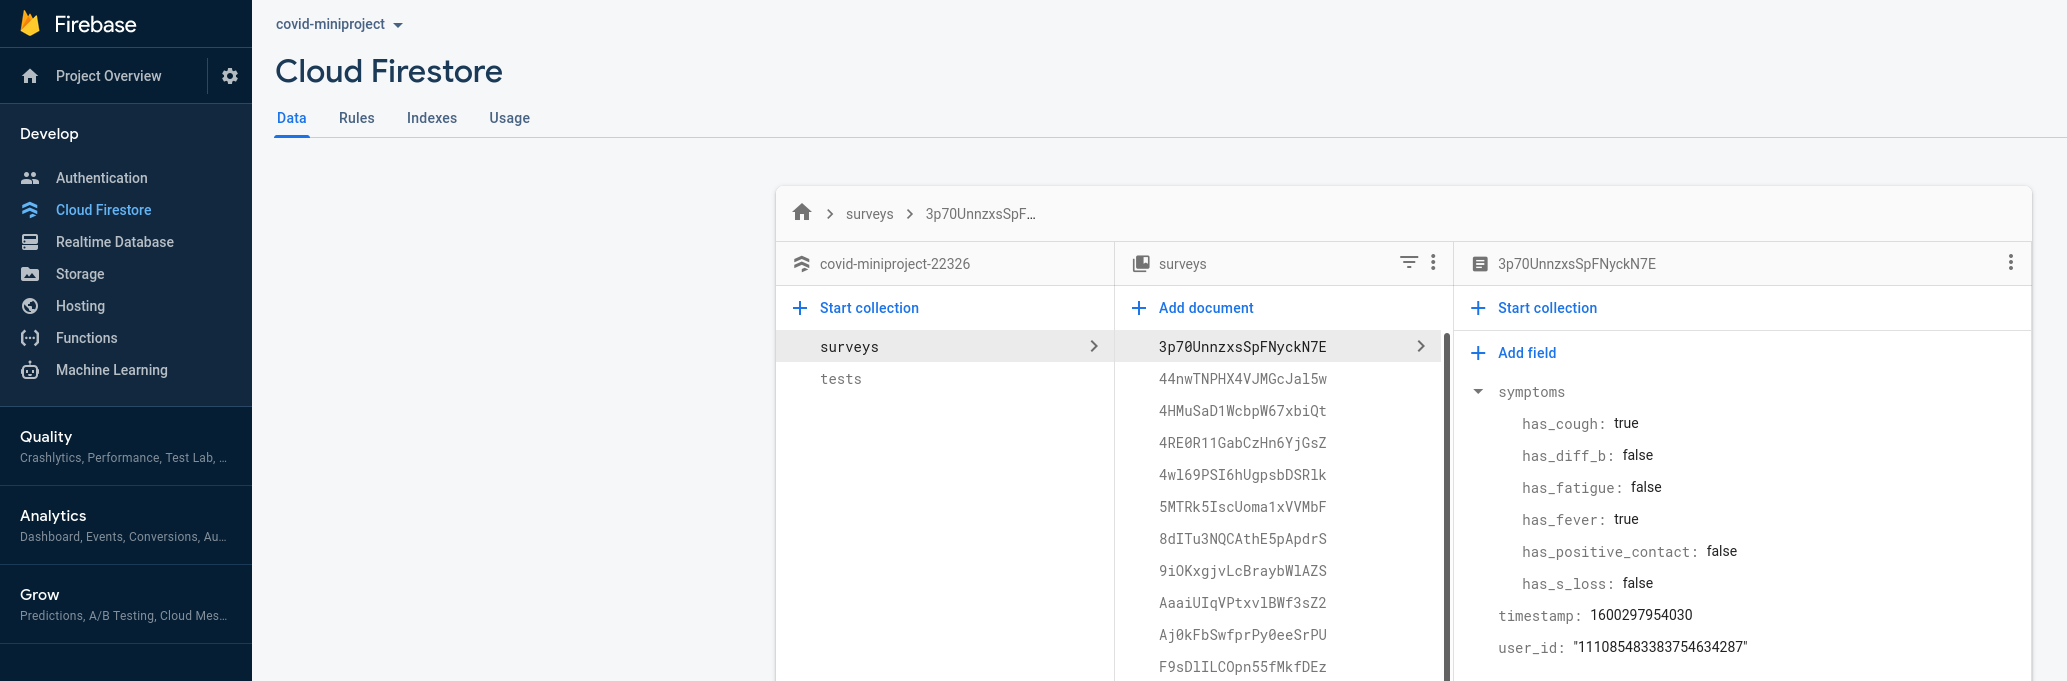 Firebase
Project Overview
Develop
Authentication
Cloud Firestore
Realtime Database
Storage
Hosting
Functions
Machine Learning
Quality
Crashlytics, Performance, Test Lab, …
Analytics
Dashboard, Events, Conversions, Au…
Grow
Predictions, A/B Testing, Cloud Mes…
covid-miniproject
Cloud Firestore
Data Rules Indexes Usage
surveys 3p70UnnzxsSpF…
covid-miniproject-22326
Start collection
surveys
tests
surveys
Add document
3p70UnnzxsSpFNyckN7E
44nwTNPHX4VJMGcJal5w
4HMuSaD1WcbpW67xbiQt
4RE0R11GabCzHn6YjGsZ
4wl69PSI6hUgpsbDSRlk
5MTRk5IscUoma1xVVMbF
8dITu3NQCAthE5pApdrS
9iOKxgjvLcBraybWlAZS
AaaiUIqVPtxvlBWf3sZ2
Aj0kFbSwfprPy0eeSrPU
F9sDlILCOpn55fMkfDEz
3p70UnnzxsSpFNyckN7E
Start collection
Add field
symptoms
has_cough: true
has_diff_b: false
has_fatigue: false
has_fever: true
has_positive_contact: false
has_s_loss: false
timestamp: 1600297954030
user_id: "111085483383754634287"